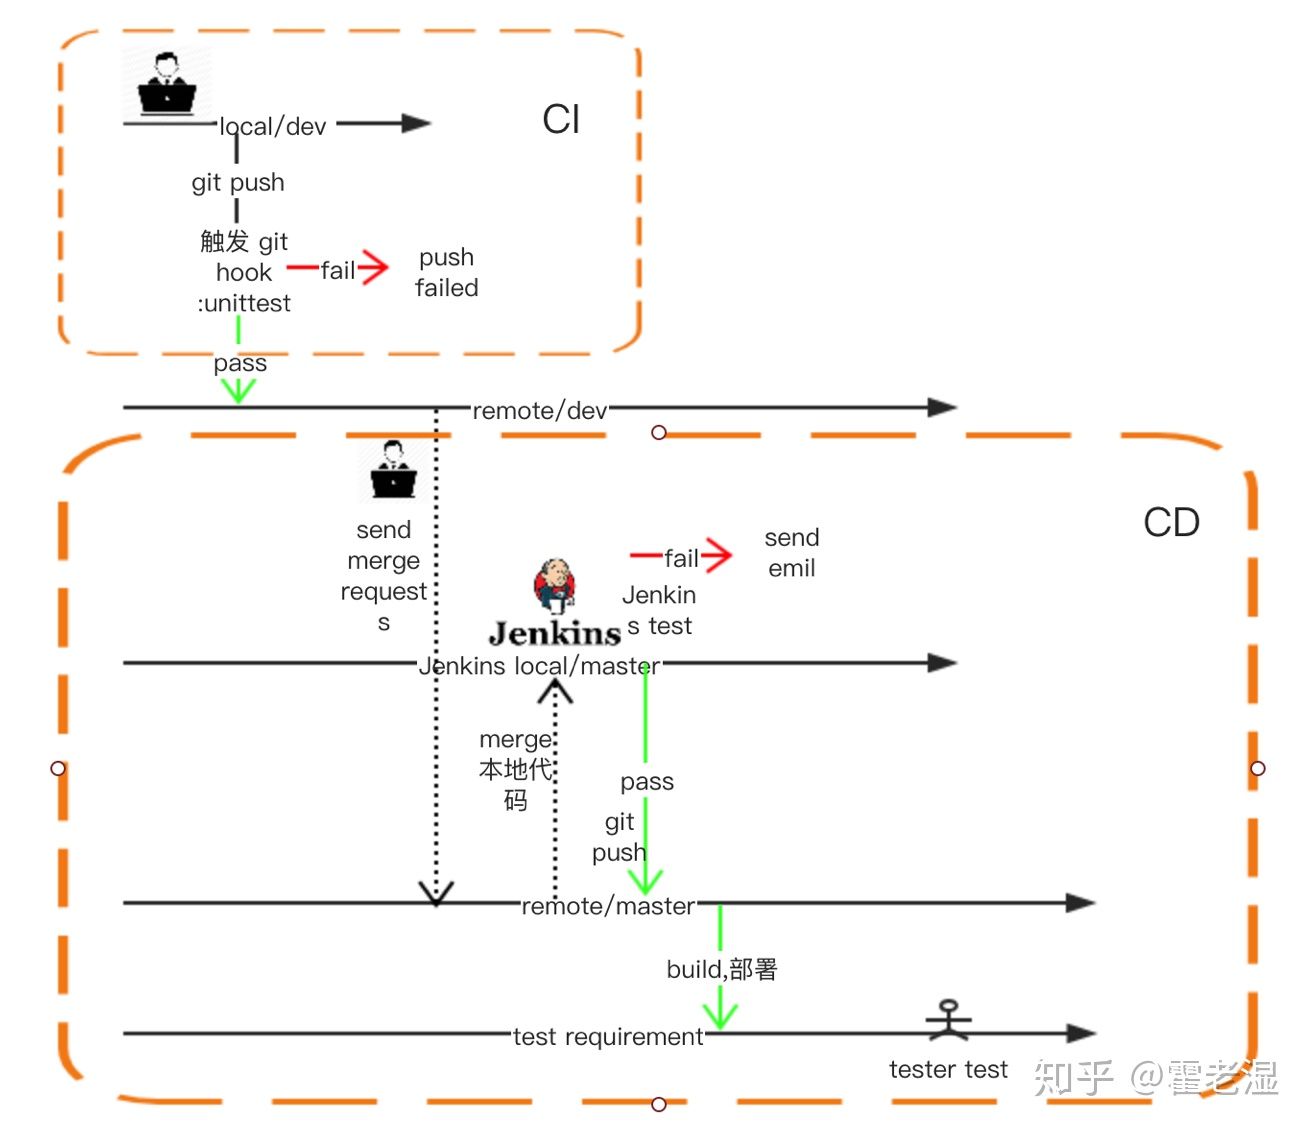 CI
local/dev
git push
触发 git
hook
:unittest
fail
push
failed
pass
remote/dev
CD
send
merge
request
s
fail
send
emil
Jenkin
s test
Jenkins
Jenkins local/master
merge
本地代
码
pass
git
push
remote/master
build,部署
test requirement
tester test
知乎 @霍老湿